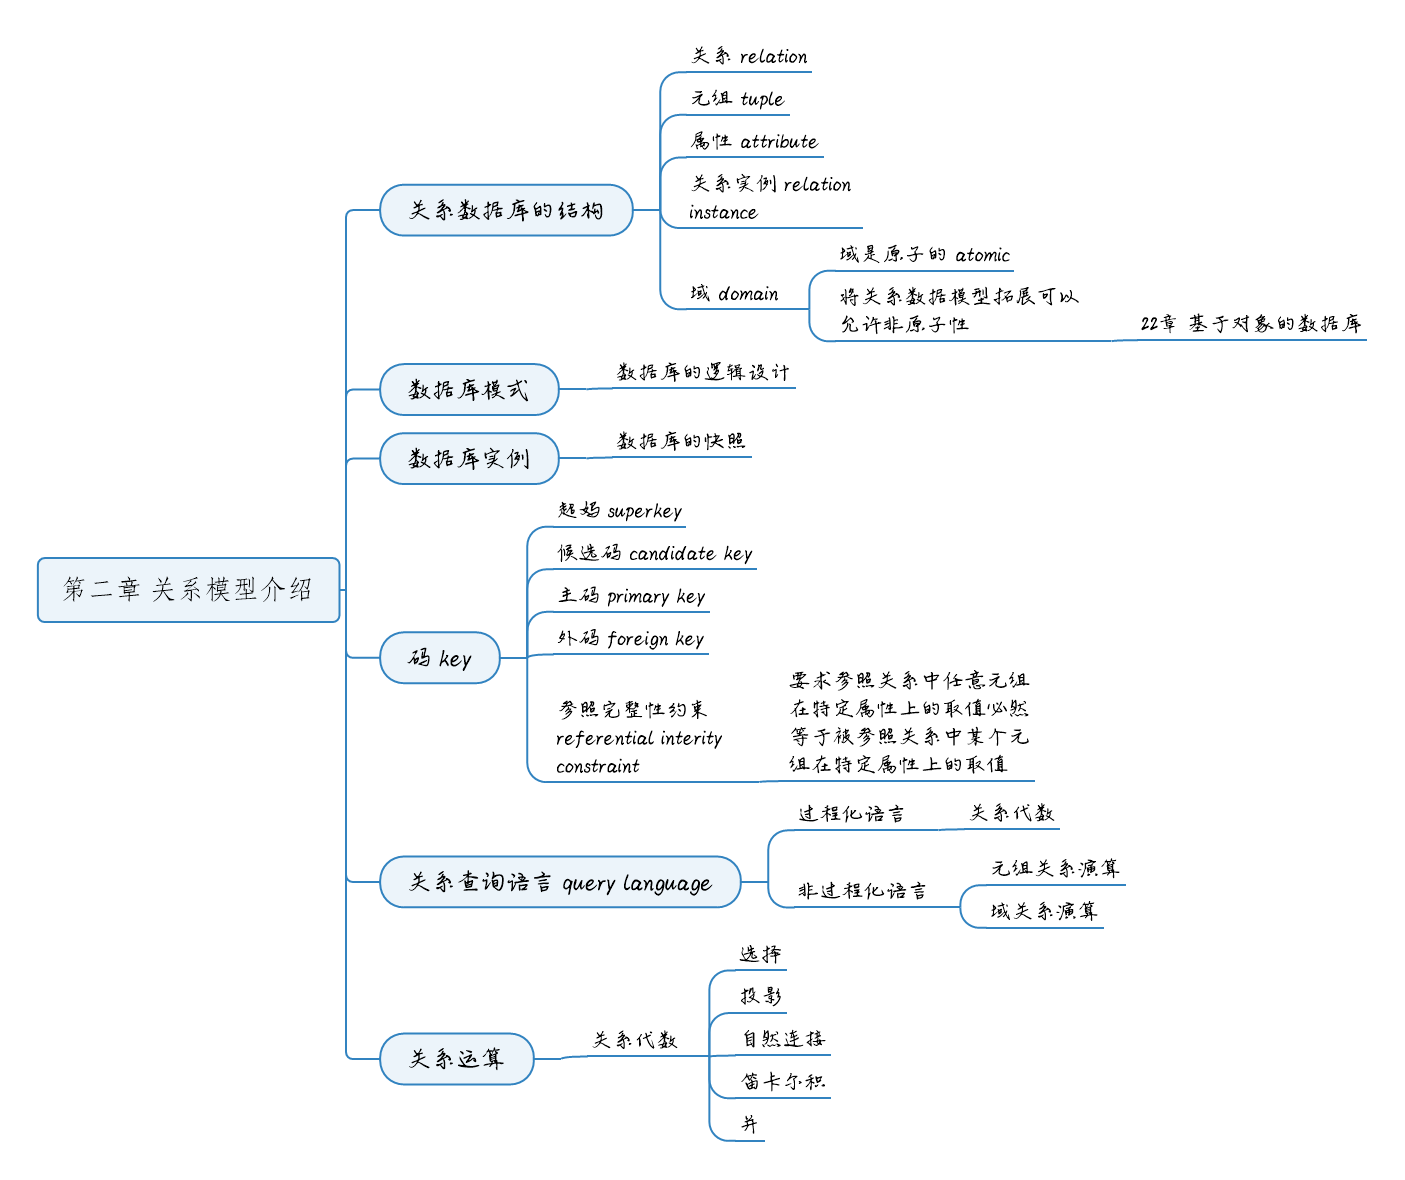 第二章 关系模型介绍
关系数据库的结构
关系 relation
元组 tuple
属性 attribute
关系实例 relation
instance
域 domain
域是原子的 atomic
将关系数据模型拓展可以
允许非原子性
22章 基于对象的数据库
数据库模式
数据库的逻辑设计
数据库实例
数据库的快照
码 key
超妈 superkey
候选码 candidate key
主码 primary key
外码 foreign key
参照完整性约束
referential interity
constraint
要求参照关系中任意元组
在特定属性上的取值必然
等于被参照关系中某个元
组在特定属性上的取值
关系查询语言 query language
过程化语言
关系代数
非过程化语言
元组关系演算
域关系演算
关系运算
关系代数
选择
投影
自然连接
笛卡尔积
并